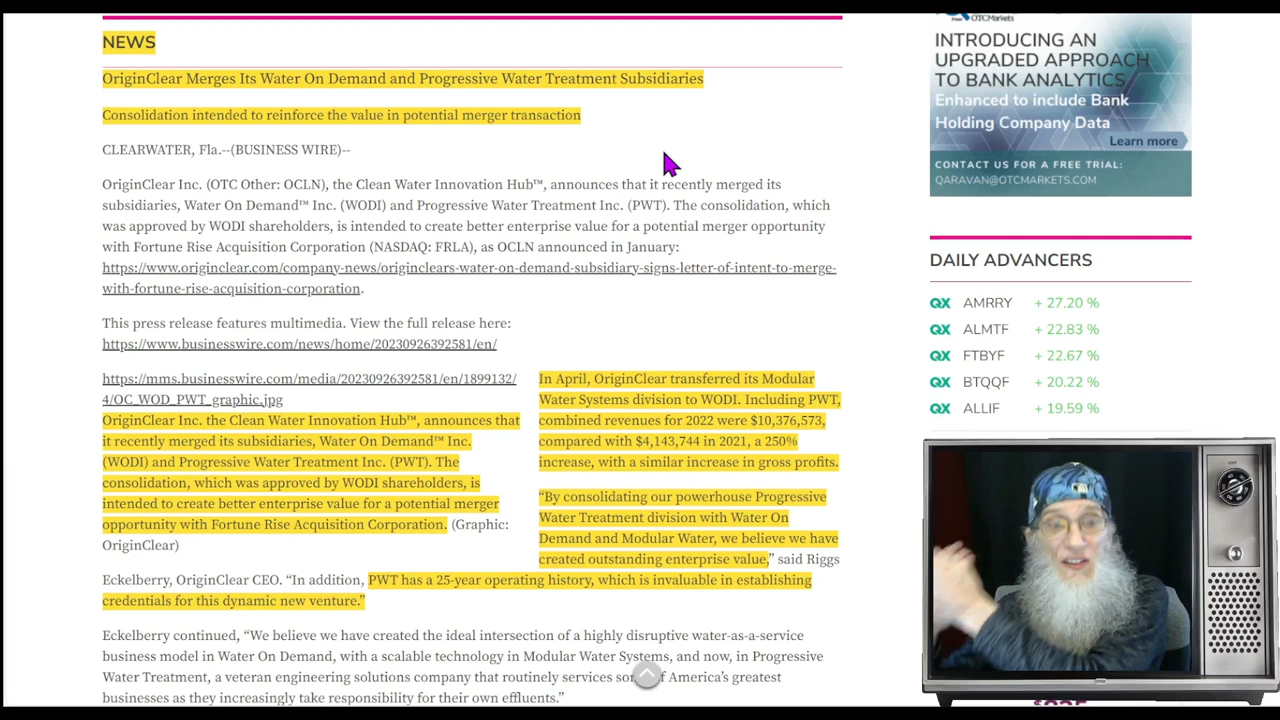 NEWS
OriginClear Merges Its Water On Demand and Progressive Water Treatment Subsidiaries
Consolidation intended to reinforce the value in potential merger transaction
CLEARWATER, Fla.--(BUSINESS WIRE)--
OriginClear Inc. (OTC Other: OCLN), the Clean Water Innovation Hub™, announces that it recently merged its
subsidiaries, Water On Demand™ Inc. (WODI) and Progressive Water Treatment Inc. (PWT). The consolidation, which
was approved by WODI shareholders, is intended to create better enterprise value for a potential merger opportunity
with Fortune Rise Acquisition Corporation (NASDAQ: FRLA), as OCLN announced in January:
https://www.originclear.com/company-news/originclears-water-on-demand-subsidiary-signs-letter-of-intent-to-merge-
with-fortune-rise-acquisition-corporation.
This press release features multimedia. View the full release here:
https://www.businesswire.com/news/home/20230926392581/en/
https://mms.businesswire.com/media/20230926392581/en/1899132/
4/OC_WOD_PWT_graphic.jpg
OriginClear Inc. the Clean Water Innovation Hub™, announces that
it recently merged its subsidiaries, Water On Demand™ Inc.
(WODI) and Progressive Water Treatment Inc. (PWT). The
consolidation, which was approved by WODI shareholders, is
intended to create better enterprise value for a potential merger
opportunity with Fortune Rise Acquisition Corporation. (Graphic:
OriginClear)
In April, OriginClear transferred its Modular
Water Systems division to WODI. Including PWT,
combined revenues for 2022 were $10,376,573,
compared with $4,143,744 in 2021, a 250%
increase, with a similar increase in gross profits.
“By consolidating our powerhouse Progressive
Water Treatment division with Water On
Demand and Modular Water, we believe we have
created outstanding enterprise value,” said Riggs
Eckelberry, OriginClear CEO. “In addition, PWT has a 25-year operating history, which is invaluable in establishing
credentials for this dynamic new venture.”
Eckelberry continued, “We believe we have created the ideal intersection of a highly disruptive water-as-a-service
business model in Water On Demand, with a scalable technology in Modular Water Systems, and now, in Progressive
Water Treatment, a veteran engineering solutions company that routinely services of America’s greatest
businesses as they increasingly take responsibility for their own effluents.”
From OTCMarkets
INTRODUCING AN
UPGRADED APPROACH
TO BANK ANALYTICS
Enhanced to include Bank
Holding Company Data
Learn more
CONTACT US FOR A FREE TRIAL:
QARAVAN@OTCMARKETS.COM
DAILY ADVANCERS
QX AMRRY + 27.20 %
QX ALMTF + 22.83 %
QX FTBYF + 22.67 %
QX BTQQF + 20.22 %
QX ALLIF + 19.59 %